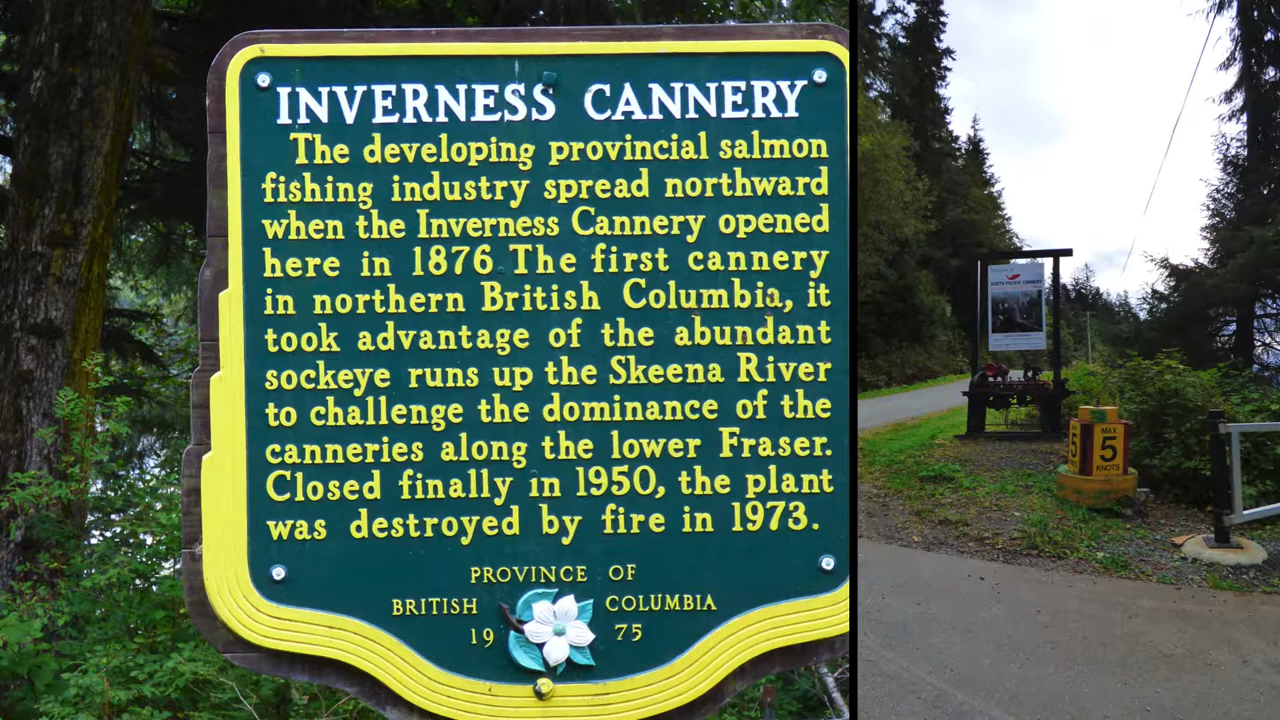 INVERNESS CANNERY
The developing provincial salmon
fishing industry spread northward
when the Inverness Cannery opened
here in 1876 The first cannery
in northern British Columbia, it
took advantage of the abundant
sockeye runs up the Skeena River
to challenge the dominance of the
canneries along the lower Fraser.
Closed finally in 1950, the plant
was destroyed by fire in 1973.
PROVINCE OF
BRITISH COLUMBIA
19 75
NORTH PACIFIC CANNERY
5
MAX
5
KNOTS